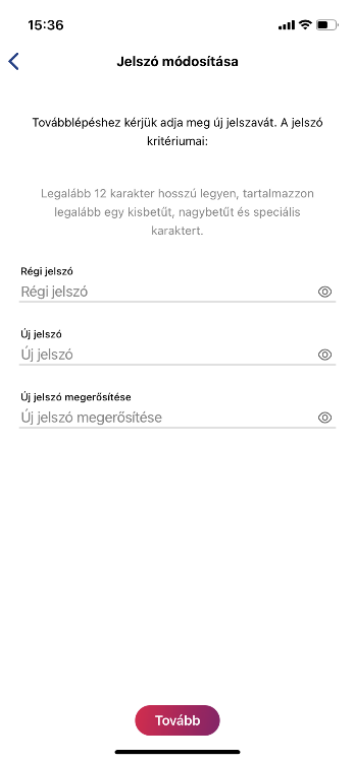 15:36
Jelszó módosítása
Továbblépéshez kérjük adja meg új jelszavát. A jelszó
kritériumai:
Legalább 12 karakter hosszú legyen, tartalmazzon
legalább egy kisbetűt, nagybetűt és speciális
karaktert.
Régi jelszó
Régi jelszó
Új jelszó
Új jelszó
Új jelszó megerősítése
Új jelszó megerősítése
Tovább